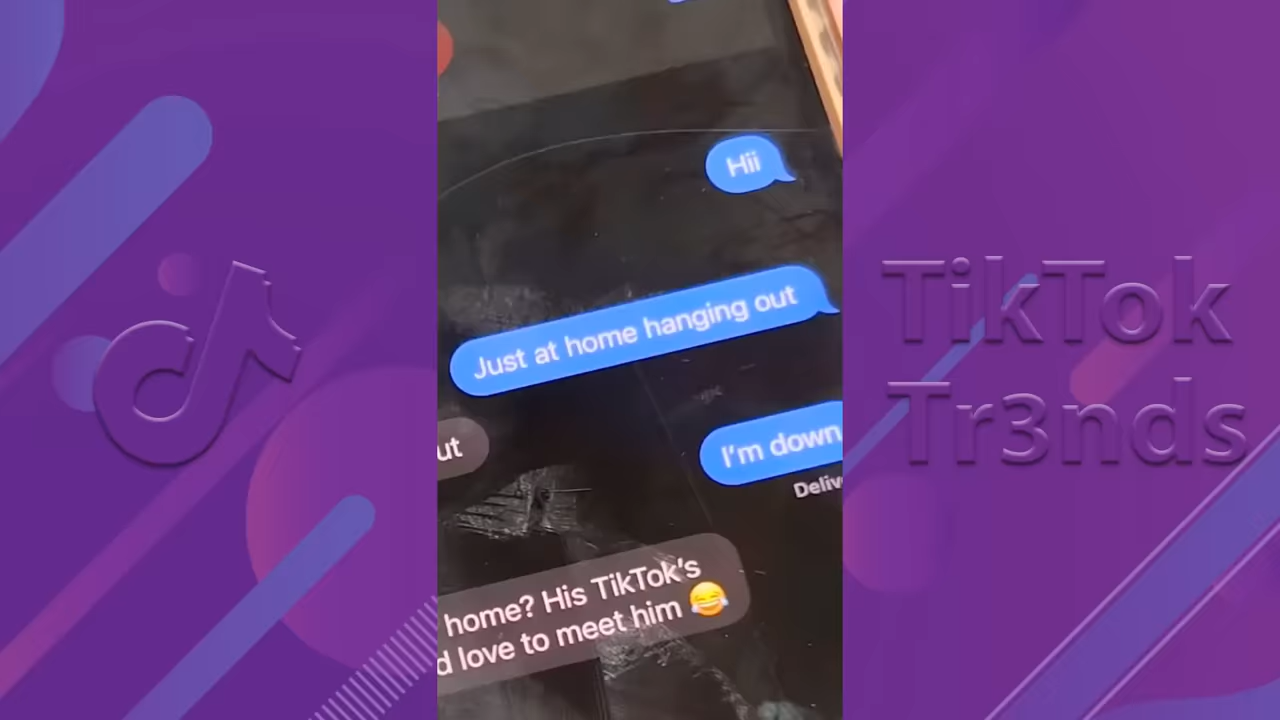 Hii
Just at home hanging out
ut
I'm down
Deliv
home? His TikTok's
d love to meet him 😂
TikTok
Tr3nds